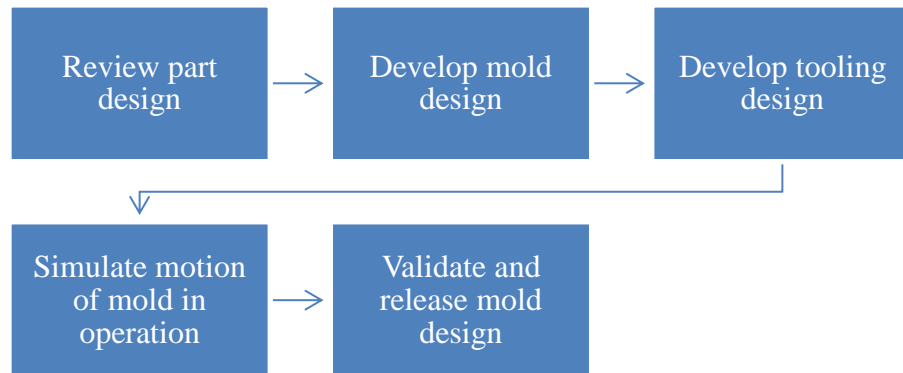 Review part
design
Develop mold
design
Develop tooling
design
Simulate motion
of mold in
operation
Validate and
release mold
design